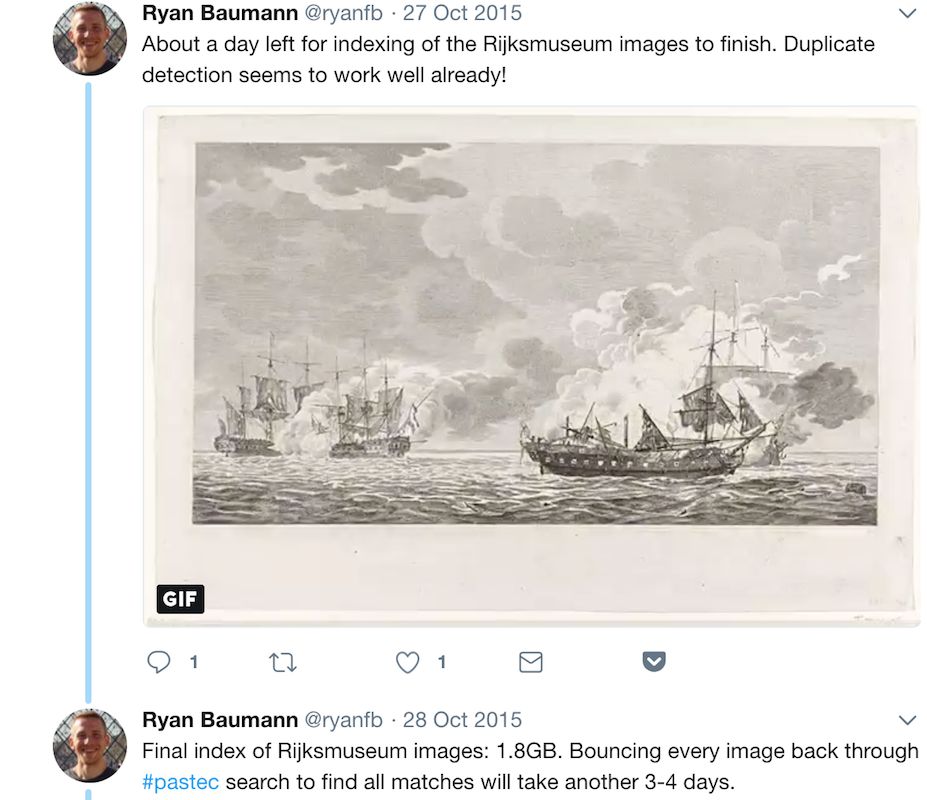 Ryan Baumann @ryanfb · 27 Oct 2015
About a day left for indexing of the Rijksmuseum images to finish. Duplicate
detection seems to work well already!
GIF
1 1
Ryan Baumann @ryanfb · 28 Oct 2015
Final index of Rijksmuseum images: 1.8GB. Bouncing every image back through
#pastec search to find all matches will take another 3-4 days.